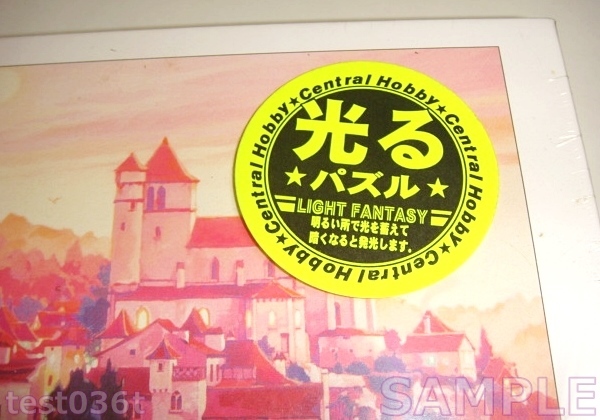 Central Hobby★Central Hobby★Central Hobby★Central Hobby★
光る
★パズル★
LIGHT FANTASY
明るい所で光を蓄えて
暗くなると発光します。
test036t
SAMPLE